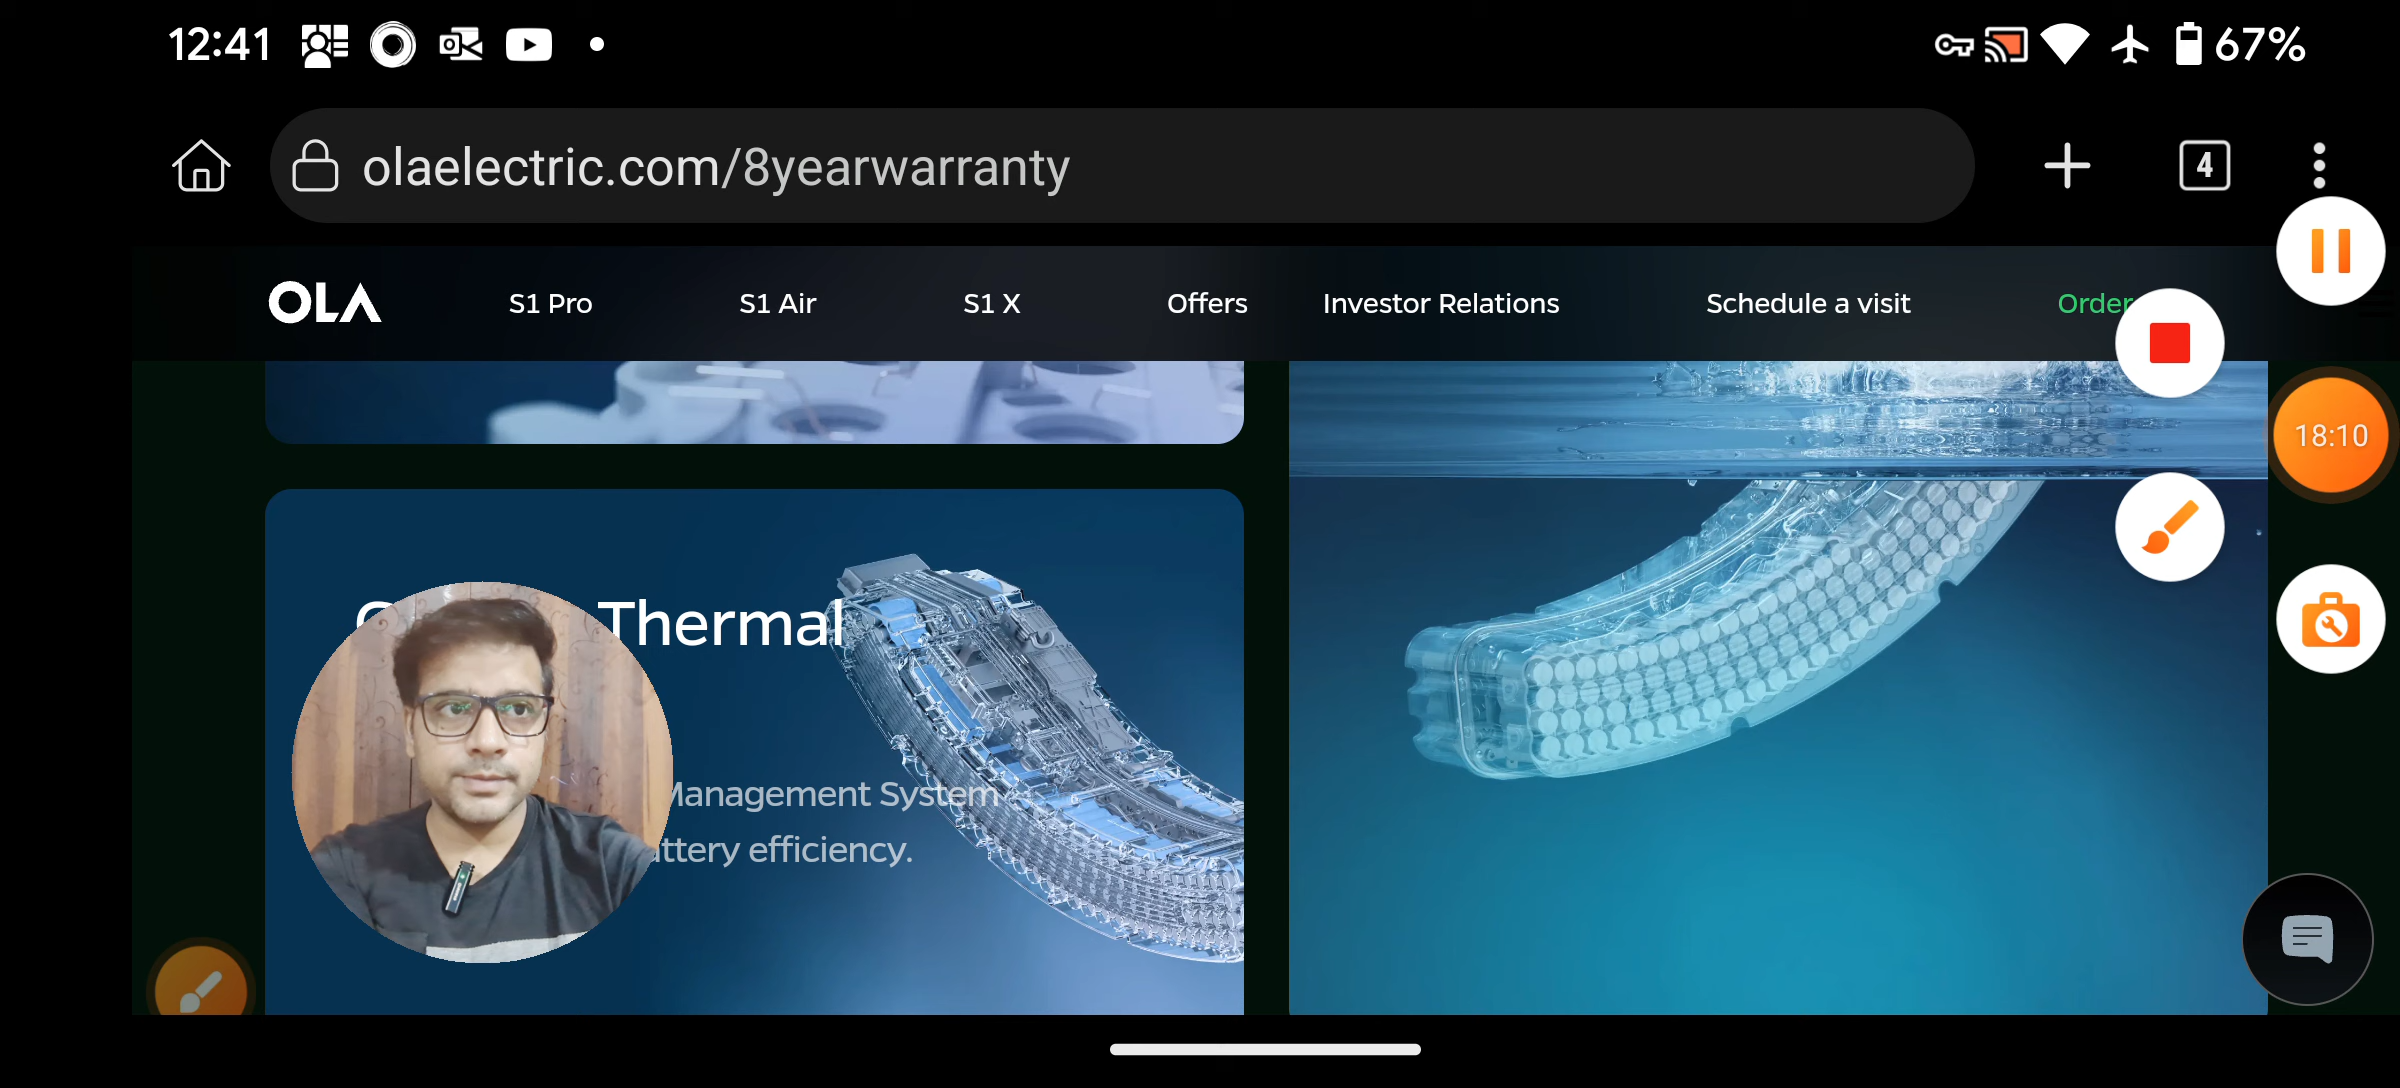 12:41
67%
olaelectric.com/8yearwarranty
4
OLA S1 Pro S1 Air S1 X Offers Investor Relations Schedule a visit Order
18:10
Thermal
Management System
efficiency.